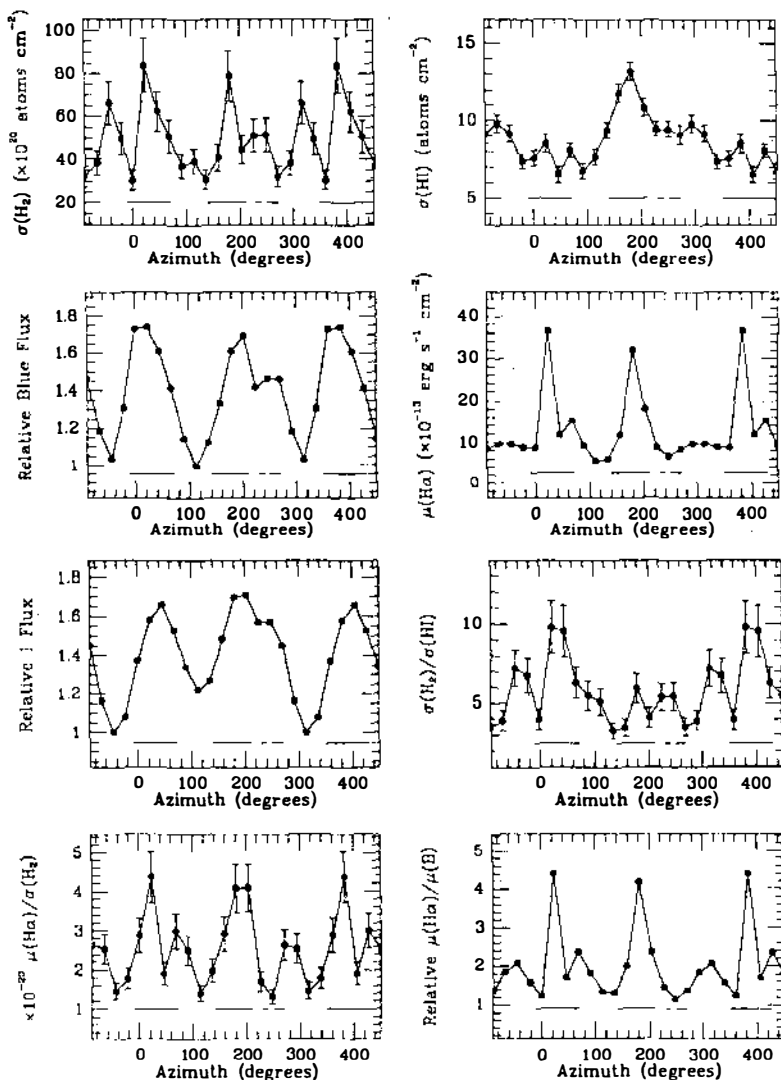 σ(H₂) (×10²⁰ atoms cm⁻²)
100
80
60
40
20
0 100 200 300 400
Azimuth (degrees)
σ(HI) (atoms cm⁻²)
15
10
5
0 100 200 300 400
Azimuth (degrees)
Relative Blue Flux
1.8
1.6
1.4
1.2
1
0 100 200 300 400
Azimuth (degrees)
μ(Hα) (×10⁻¹³ erg s⁻¹ cm⁻²)
40
30
20
10
0
0 100 200 300 400
Azimuth (degrees)
Relative I Flux
1.8
1.6
1.4
1.2
1
0 100 200 300 400
Azimuth (degrees)
σ(H₂)/σ(HI)
10
5
0 100 200 300 400
Azimuth (degrees)
×10⁻²⁰ μ(Hα)/σ(H₂)
5
4
3
2
1
0 100 200 300 400
Azimuth (degrees)
Relative μ(Hα)/μ(B)
5
4
3
2
1
0 100 200 300 400
Azimuth (degrees)